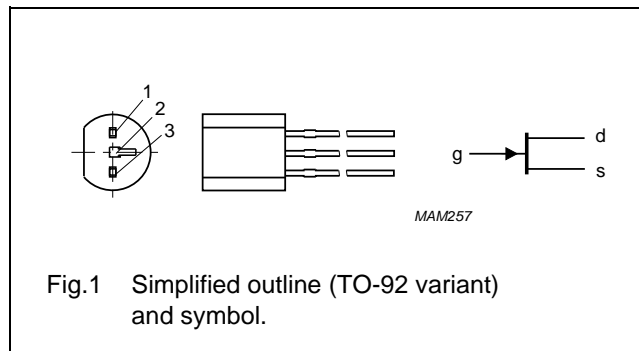 1
2
3
g
d
s
MAM257
Fig.1 Simplified outline (TO-92 variant)
and symbol.